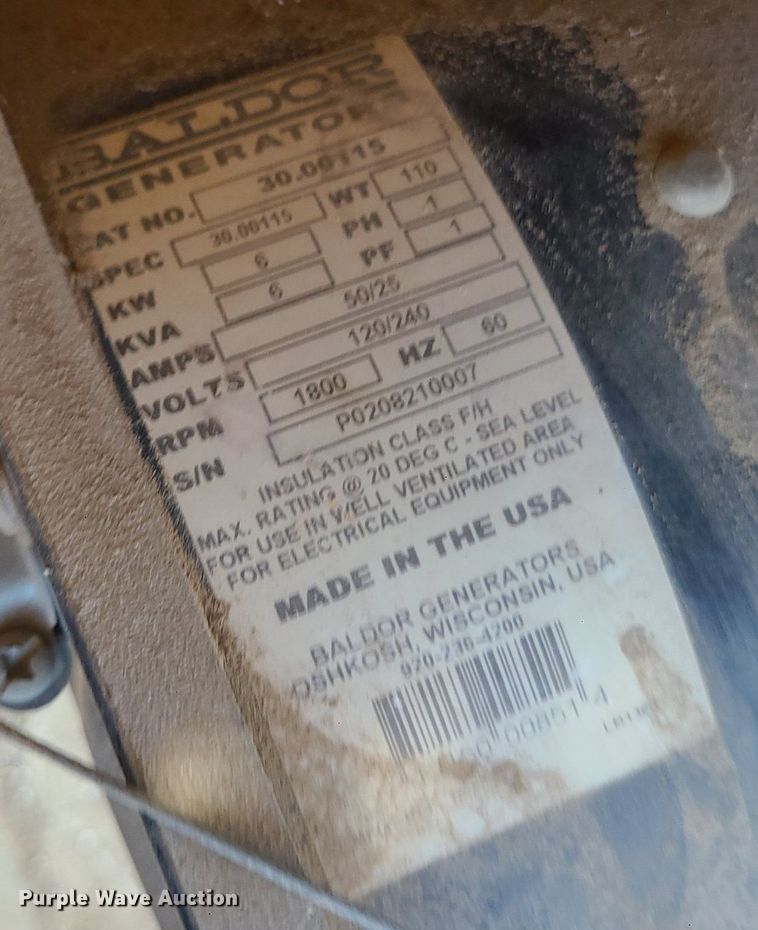 BALDOR
GENERATORS
CAT NO. 30.00115
SPEC 30.00115 WT 110
KW 6 PH 1
KVA 6 PF 1
AMPS 50/25
VOLTS 120/240
RPM 1800 HZ 60
S/N P0208210007
INSULATION CLASS F/H
MAX. RATING @ 20 DEG C - SEA LEVEL
FOR USE IN WELL VENTILATED AREA
FOR ELECTRICAL EQUIPMENT ONLY
MADE IN THE USA
BALDOR GENERATORS
OSHKOSH, WISCONSIN, USA
920-236-4200
00851 4
Purple Wave Auction